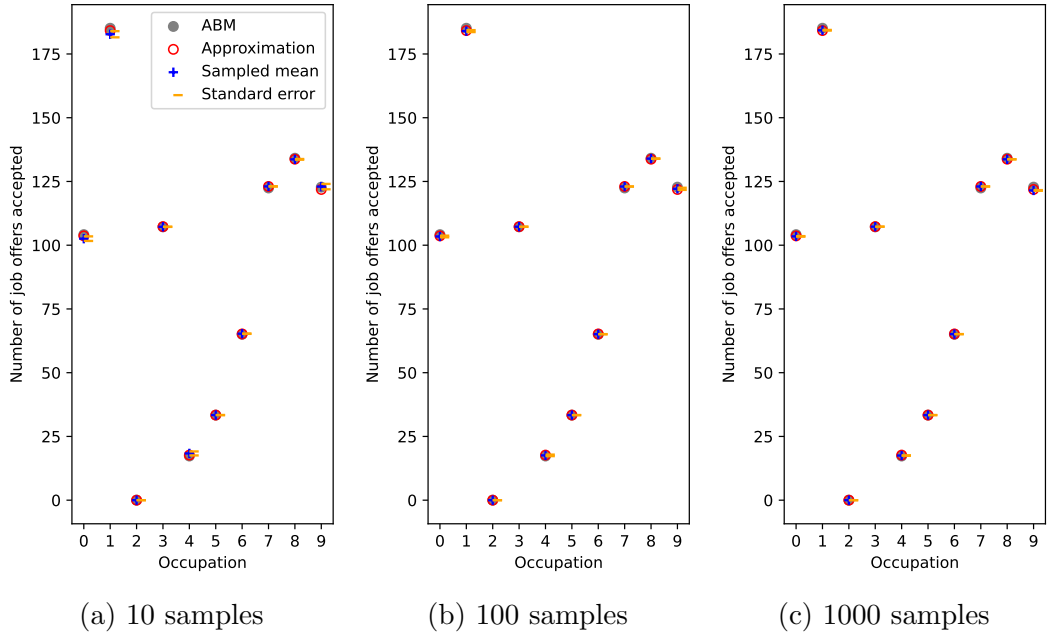 ABM
Approximation
Sampled mean
Standard error
Number of job offers accepted
175
150
125
100
75
50
25
0
0 1 2 3 4 5 6 7 8 9
Occupation
(a) 10 samples
Number of job offers accepted
175
150
125
100
75
50
25
0
0 1 2 3 4 5 6 7 8 9
Occupation
(b) 100 samples
Number of job offers accepted
175
150
125
100
75
50
25
0
0 1 2 3 4 5 6 7 8 9
Occupation
(c) 1000 samples